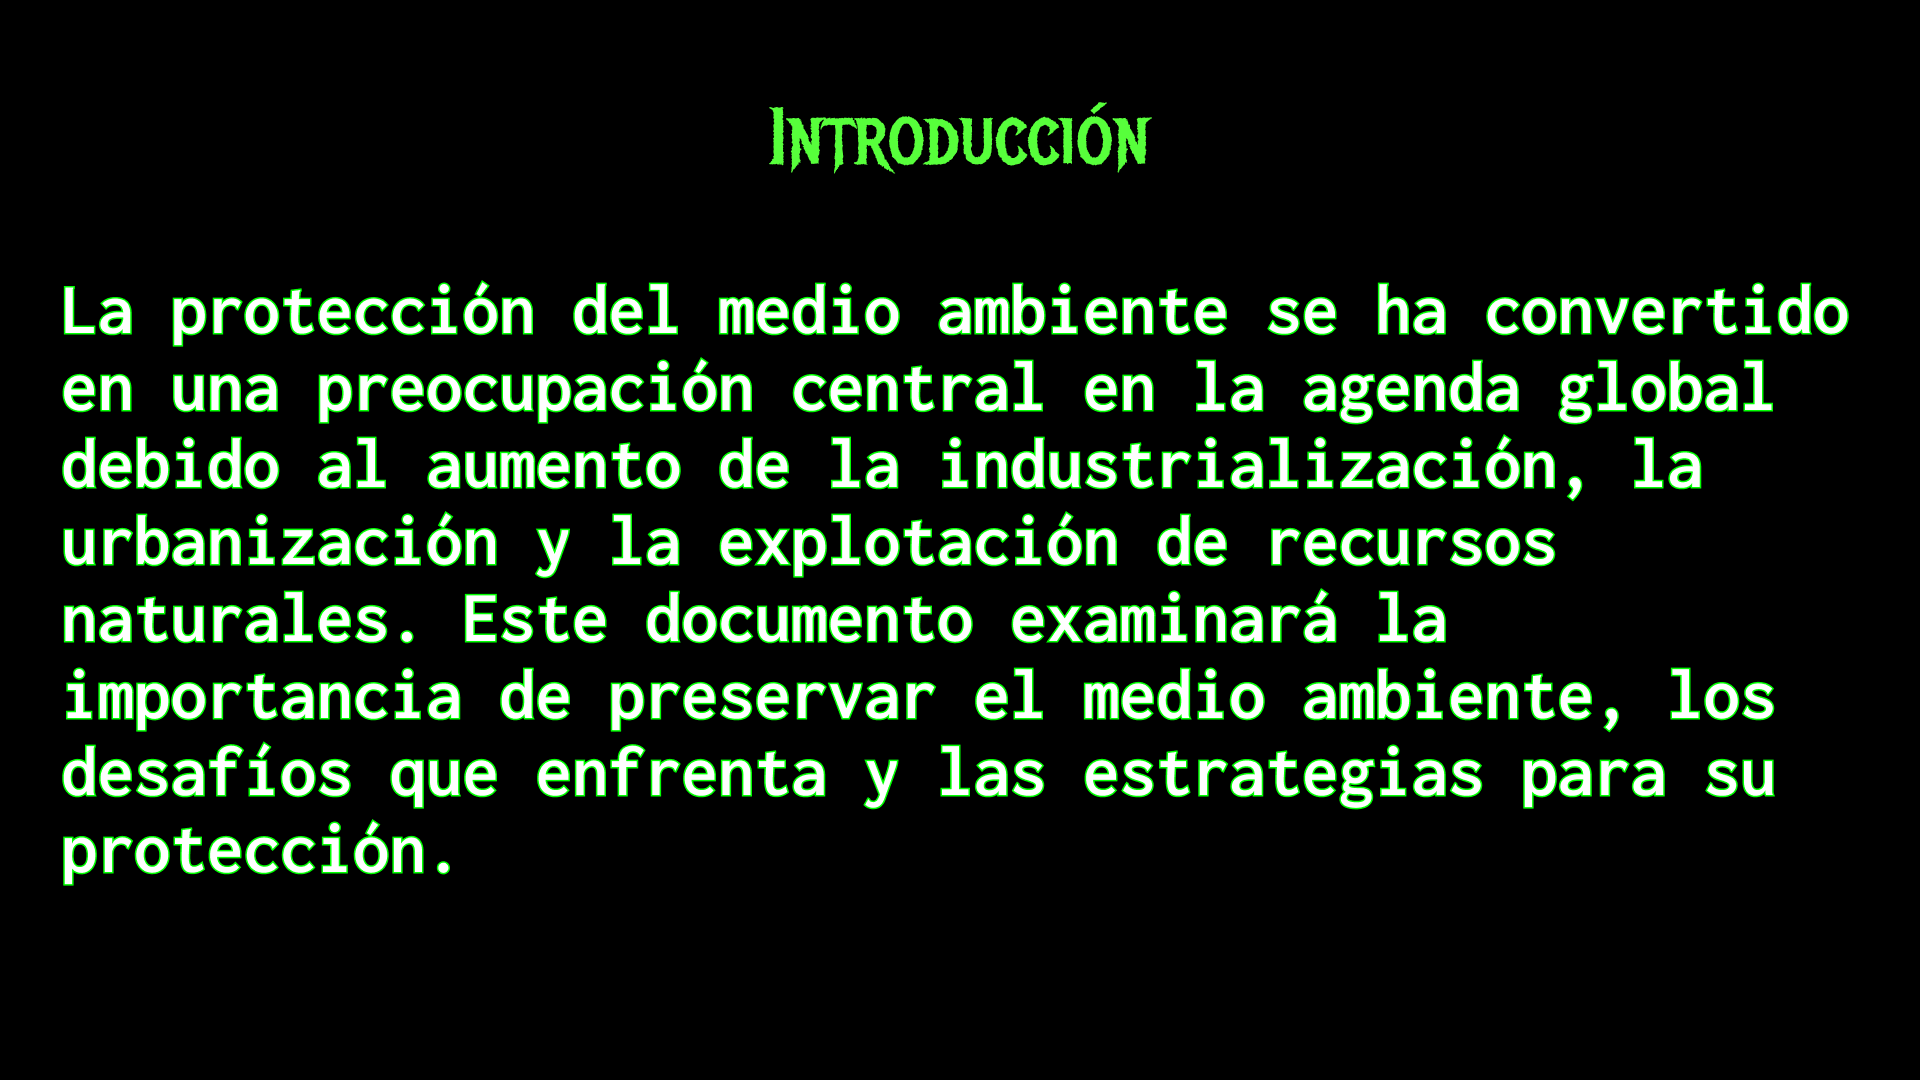 Introducción
La protección del medio ambiente se ha convertido
en una preocupación central en la agenda global
debido al aumento de la industrialización, la
urbanización y la explotación de recursos
naturales. Este documento examinará la
importancia de preservar el medio ambiente, los
desafíos que enfrenta y las estrategias para su
protección.